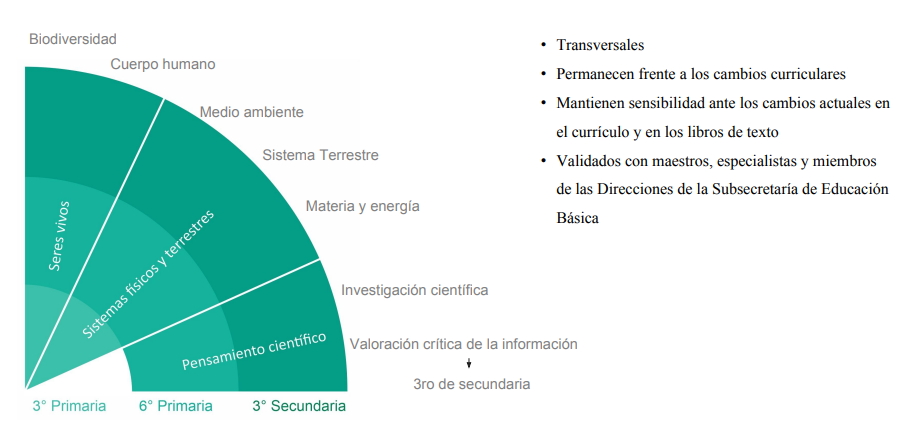 Biodiversidad
Cuerpo humano
Medio ambiente
Sistema Terrestre
Materia y energía
Investigación científica
Valoración crítica de la información
3ro de secundaria
Seres vivos
Sistemas físicos y terrestres
Pensamiento científico
3° Primaria
6° Primaria
3° Secundaria
• Transversales
• Permanecen frente a los cambios curriculares
• Mantienen sensibilidad ante los cambios actuales en
el currículo y en los libros de texto
• Validados con maestros, especialistas y miembros
de las Direcciones de la Subsecretaría de Educación
Básica